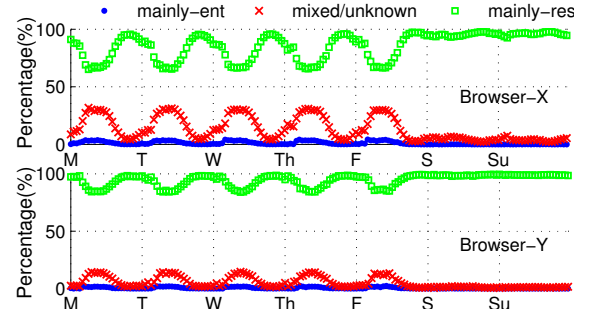 mainly-ent mixed/unknown mainly-res
100
50
0
Percentage(%)
Browser-X
M T W Th F S Su
100
50
0
Percentage(%)
Browser-Y
M T W Th F S Su